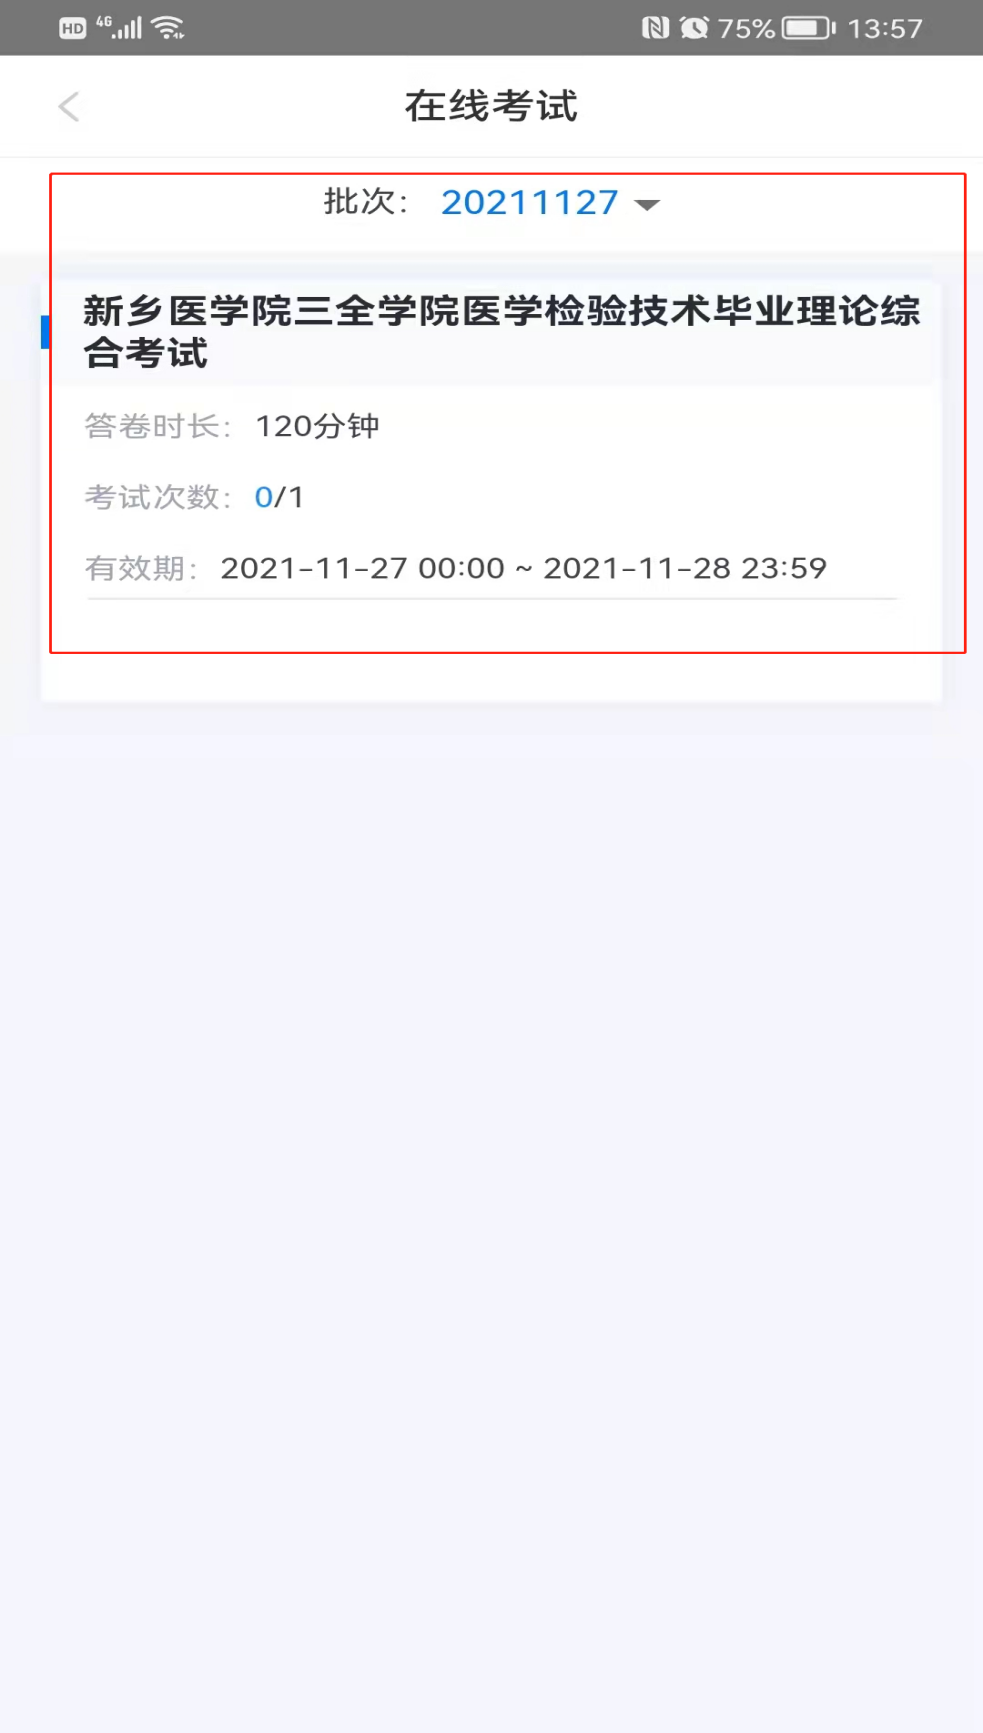 HD 4G 75% 13:57
在线考试
批次： 20211127
新乡医学院三全学院医学检验技术毕业理论综
合考试
答卷时长： 120分钟
考试次数： 0/1
有效期： 2021-11-27 00:00 ~ 2021-11-28 23:59